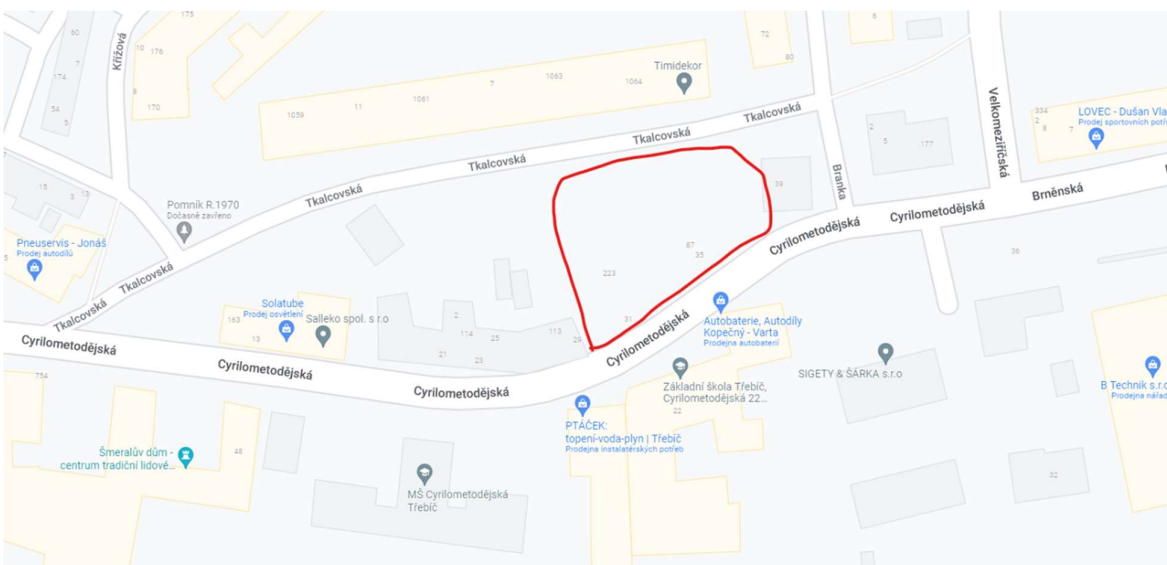 175
60
Křížová
10
176
7
174
8
54
170
5
6
72
80
Timidekor
1059
11
1061
7
1063
1064
Tkalcovská
Tkalcovská
Tkalcovská
Tkalcovská
Tkalcovská
Velkomeziříčská
334
2
8
7
LOVEC - Dušan Vla
Prodej sportovních potř
2
5
177
Branka
39
Brněnská
Cyrilometodějská
Cyrilometodějská
15
3
13
Pomník R.1970
Dočasně zavřeno
Pneuservis - Jonáš
Prodej autodílů
5
87
35
223
31
36
Solatube
Prodej osvětlení
163
13
Salleko spol. s r.o
2
114
25
113
29
21
23
Autobaterie, Autodíly
Kopečný - Varta
Prodejna autobaterií
Cyrilometodějská
Cyrilometodějská
Cyrilometodějská
Cyrilometodějská
754
Základní škola Třebíč,
Cyrilometodějská 22...
22
SIGETY & ŠÁRKA s.r.o
B Technik s.r.o
Prodejna nářad
PTÁČEK:
topení-voda-plyn | Třebíč
Prodejna instalatérských potřeb
Šmeralův dům -
centrum tradiční lidové...
48
MŠ Cyrilometodějská
Třebíč
32